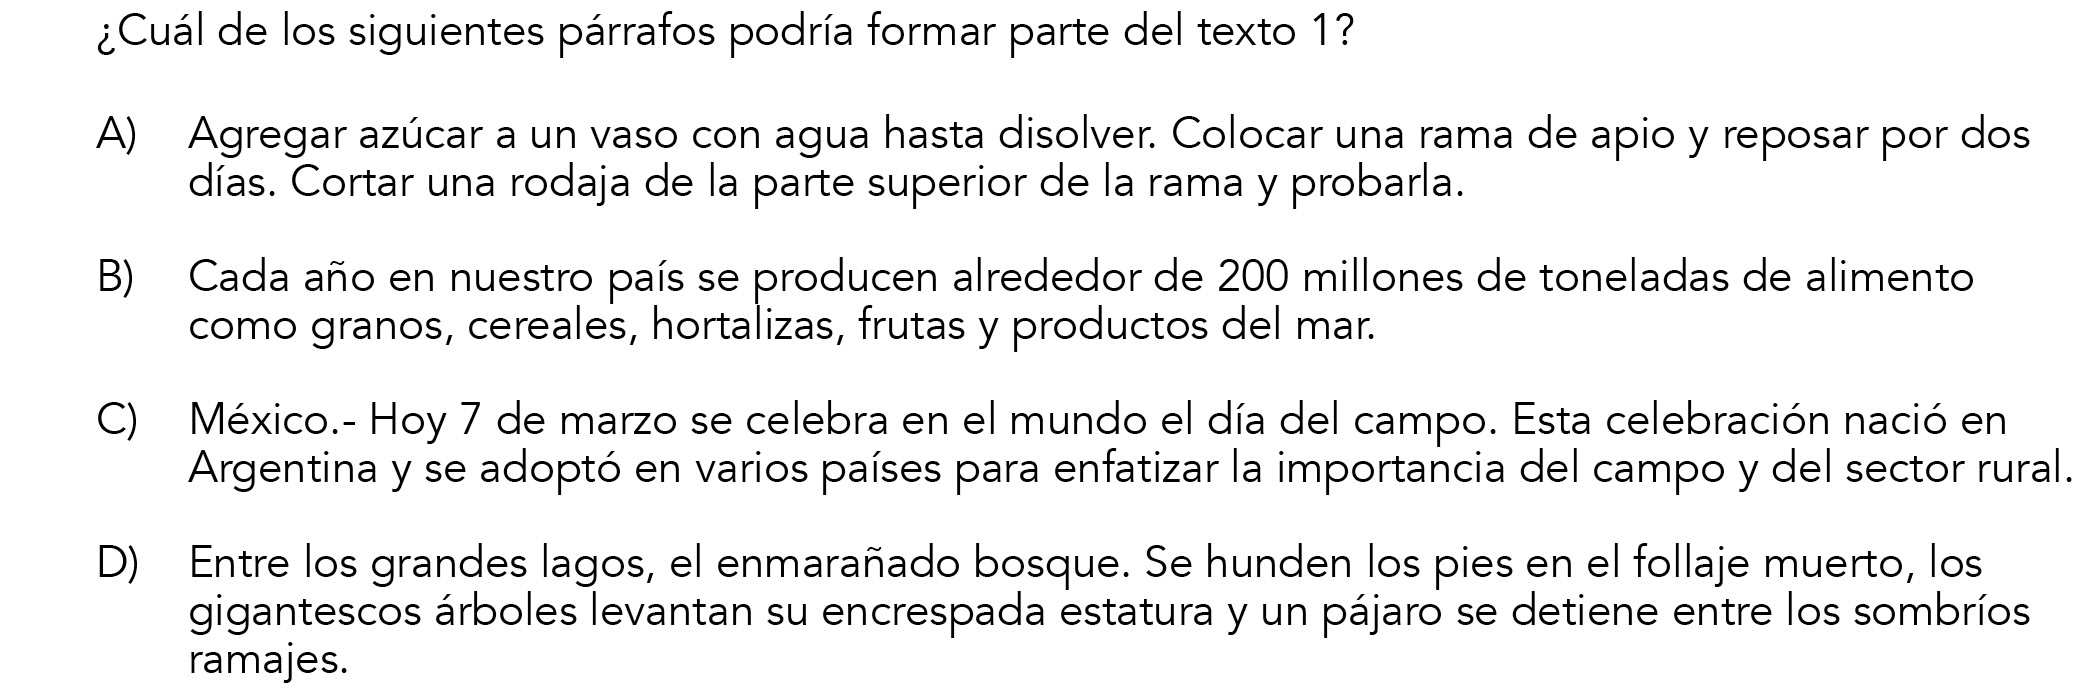 ¿Cuál de los siguientes párrafos podría formar parte del texto 1?
A) Agregar azúcar a un vaso con agua hasta disolver. Colocar una rama de apio y reposar por dos
días. Cortar una rodaja de la parte superior de la rama y probarla.
B) Cada año en nuestro país se producen alrededor de 200 millones de toneladas de alimento
como granos, cereales, hortalizas, frutas y productos del mar.
C) México.- Hoy 7 de marzo se celebra en el mundo el día del campo. Esta celebración nació en
Argentina y se adoptó en varios países para enfatizar la importancia del campo y del sector rural.
D) Entre los grandes lagos, el enmarañado bosque. Se hunden los pies en el follaje muerto, los
gigantescos árboles levantan su encrespada estatura y un pájaro se detiene entre los sombríos
ramajes.